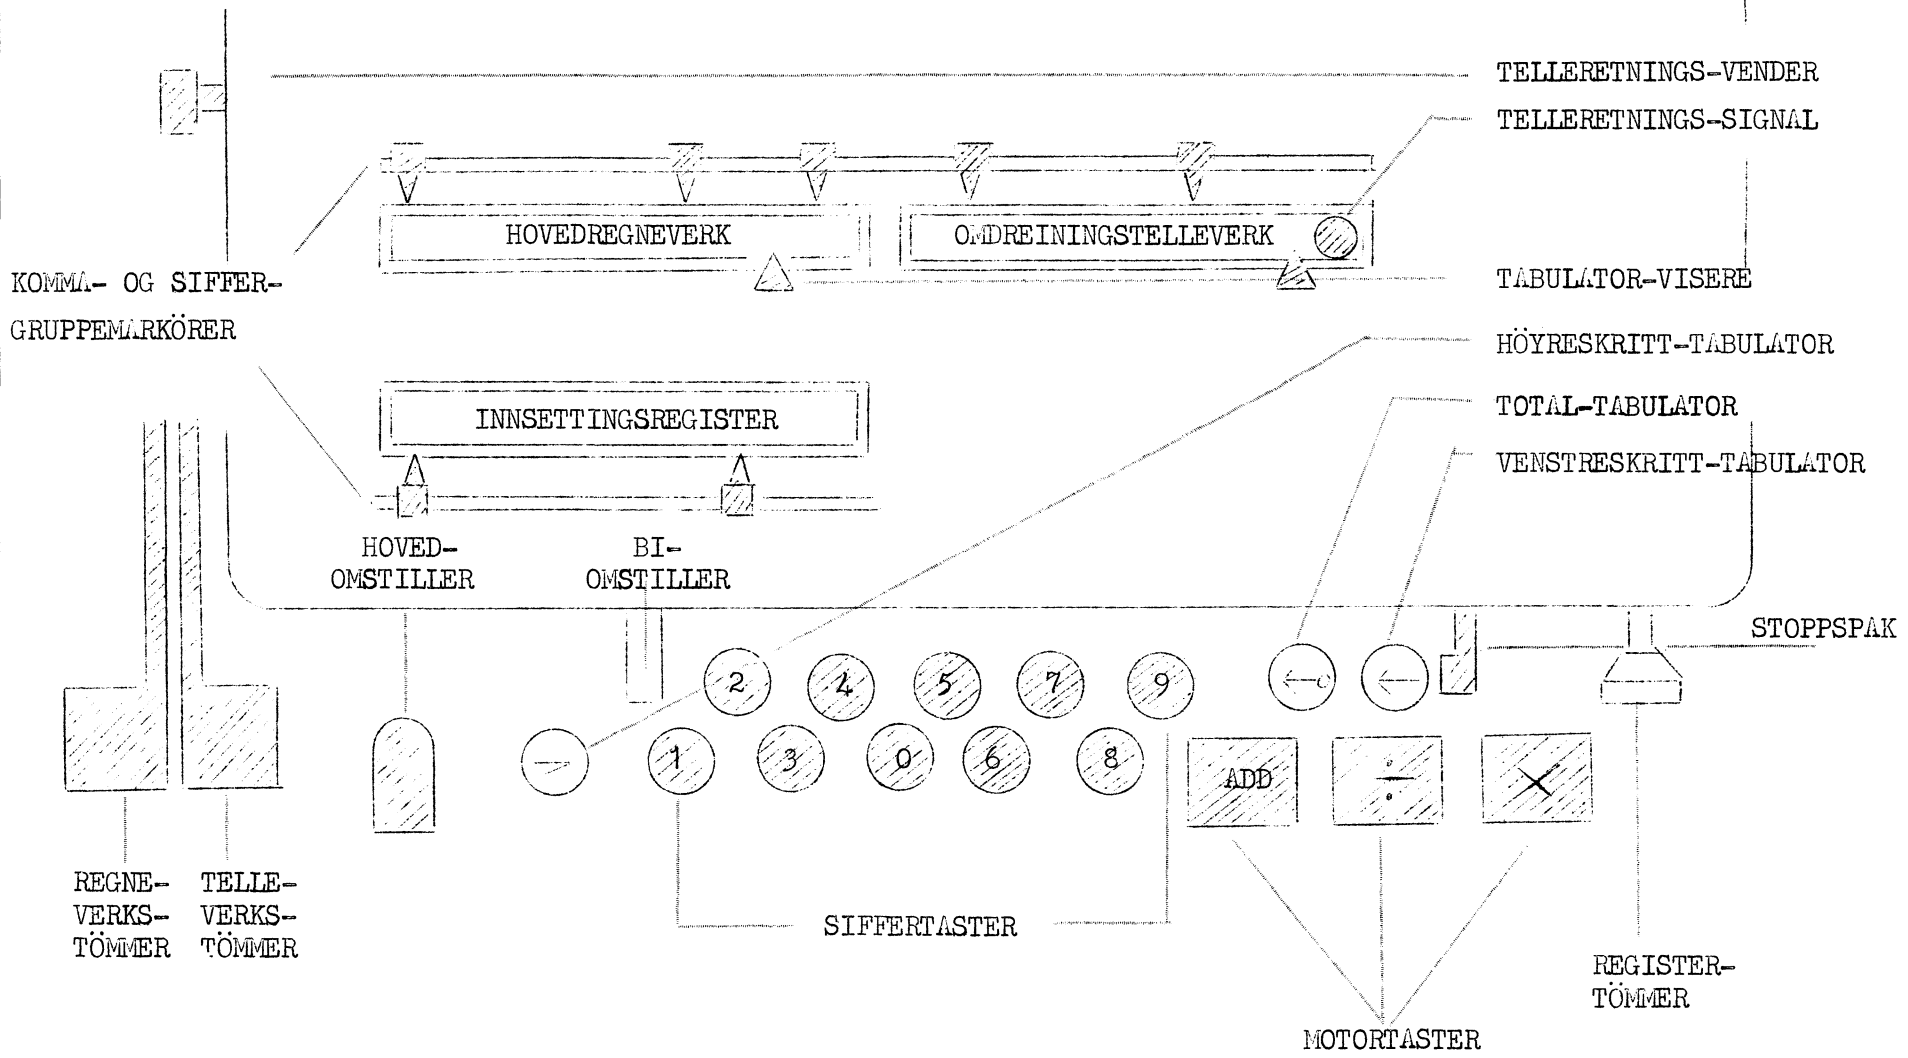 TELLERETNINGS-VENDER
TELLERETNINGS-SIGNAL
HOVEDREGNEVERK
OMDREININGSTELLEVERK
KOMMA- OG SIFFER-
GRUPPEMARKÖRER
TABULATOR-VISERE
HÖYRESKRITT-TABULATOR
INNSETTINGSREGISTER
TOTAL-TABULATOR
VENSTRESKRITT-TABULATOR
HOVED-
OMSTILLER
BI-
OMSTILLER
STOPPSPAK
2 4 5 7 9
1 3 0 6 8
ADD ÷ X
REGNE-
VERKS-
TÖMMER
TELLE-
VERKS-
TÖMMER
SIFFERTASTER
REGISTER-
TÖMMER
MOTORTASTER